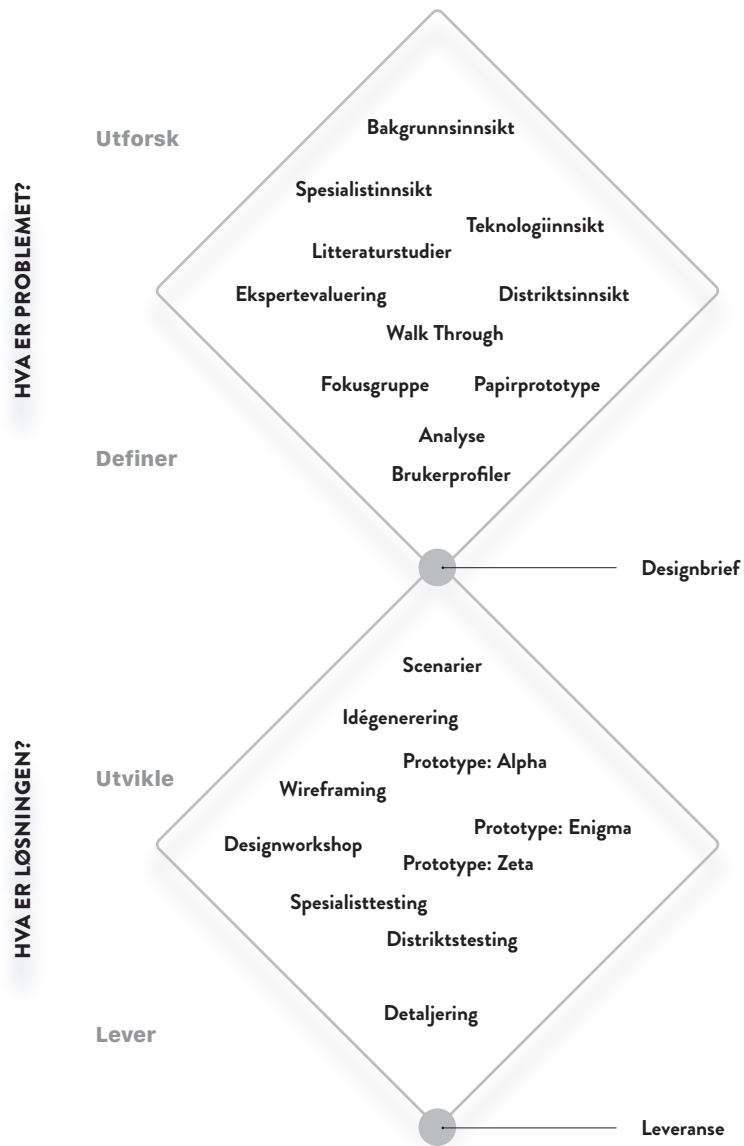 Utforsk
HVA ER PROBLEMET?
Bakgrunnsinnsikt
Spesialistinnsikt
Teknologiinnsikt
Litteraturstudier
Ekspertevaluering
Distriktsinnsikt
Walk Through
Fokusgruppe
Papirprototype
Analyse
Definer
Brukerprofiler
Designbrief
HVA ER LØSNINGEN?
Scenarier
Idégenerering
Prototype: Alpha
Utvikle
Wireframing
Prototype: Enigma
Designworkshop
Prototype: Zeta
Spesialisttesting
Distriktstesting
Detaljering
Lever
Leveranse